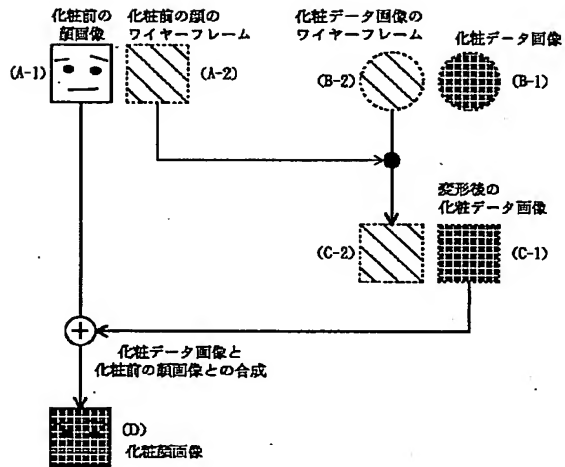 化粧前の
顔画像
化粧前の顔の
ワイヤーフレーム
化粧データ画像の
ワイヤーフレーム
化粧データ画像
(A-1)
(A-2)
(B-2)
(B-1)
変形後の
化粧データ画像
(C-2)
(C-1)
化粧データ画像と
化粧前の顔画像との合成
(D)
化粧顔画像